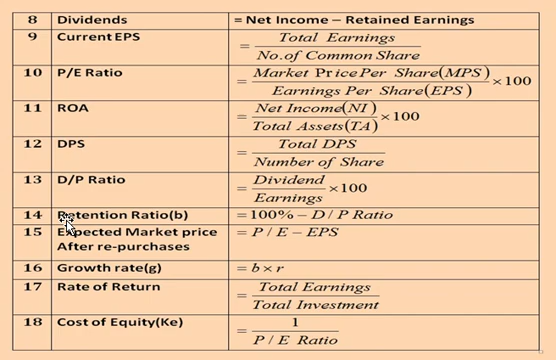 8 Dividends = Net Income – Retained Earnings
9 Current EPS = Total Earnings / No.of Common Share
10 P/E Ratio = Market Price Per Share(MPS) / Earnings Per Share(EPS) ×100
11 ROA = Net Income(NI) / Total Assets(TA) ×100
12 DPS = Total DPS / Number of Share
13 D/P Ratio = Dividend / Earnings ×100
14 Retention Ratio(b) =100% – D / P Ratio
15 Expected Market price = P / E – EPS
After re-purchases
16 Growth rate(g) = b × r
17 Rate of Return = Total Earnings / Total Investment
18 Cost of Equity(Ke) = 1 / P / E Ratio